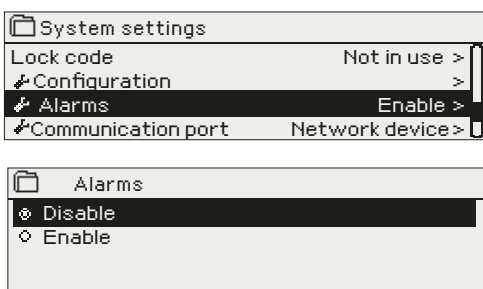 System settings
Lock code Not in use >
Configuration >
Alarms Enable >
Communication port Network device >
Alarms
Disable
Enable